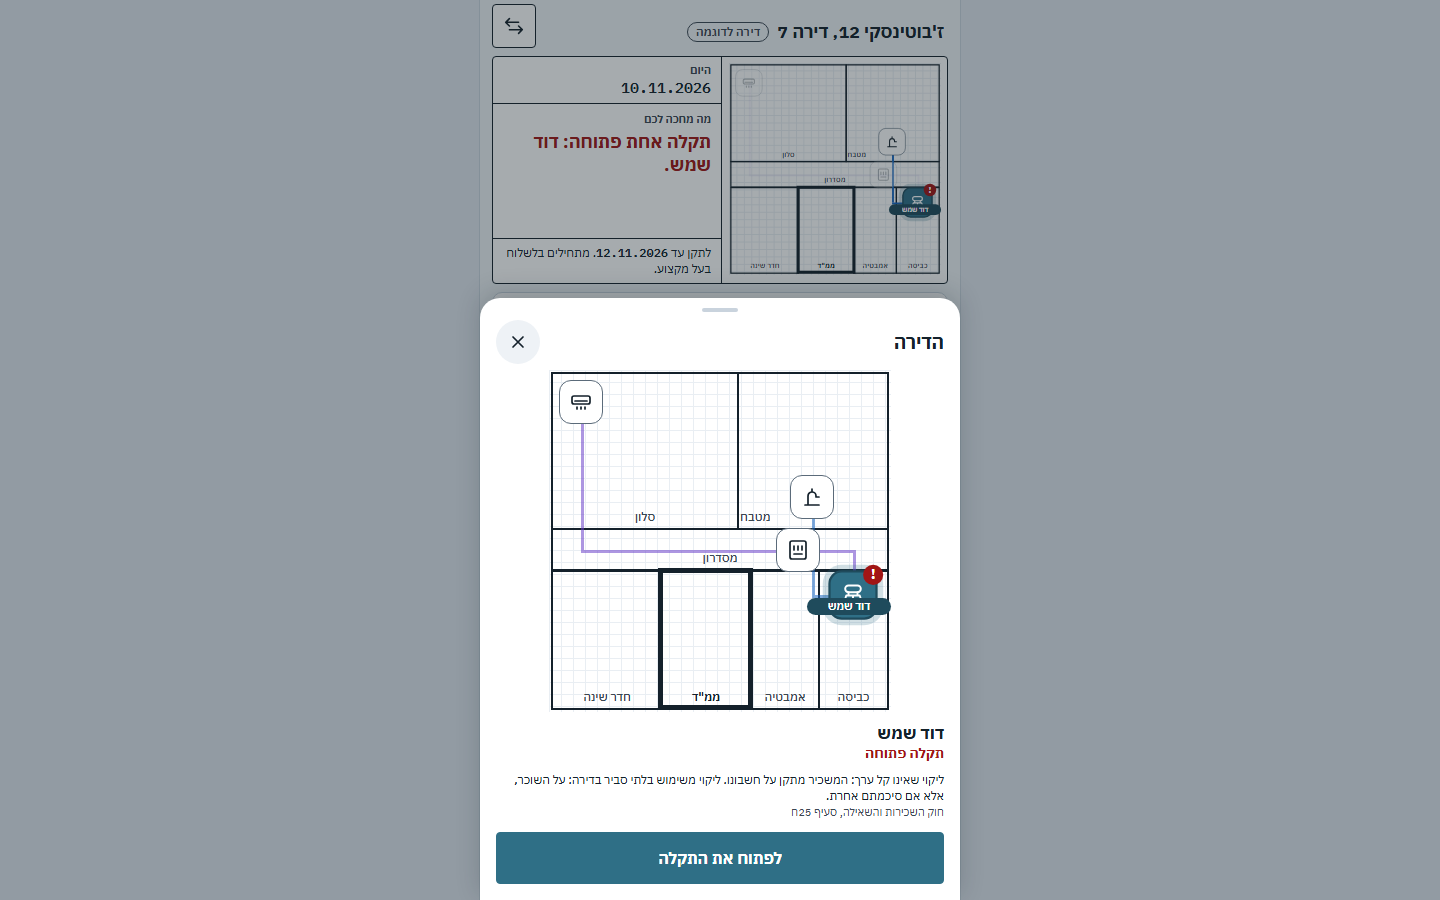 ז'בוטינסקי 12, דירה 7
דירה לדוגמה
סלון
מטבח
מסדרון
דוד שמש
!
חדר שינה
ממ"ד
אמבטיה
כביסה
היום
10.11.2026
מה מחכה לכם
תקלה אחת פתוחה: דוד
שמש.
לתקן עד 12.11.2026. מתחילים בלשלוח
בעל מקצוע.
הדירה
סלון
מטבח
מסדרון
!
דוד שמש
חדר שינה
ממ"ד
אמבטיה
כביסה
דוד שמש
תקלה פתוחה
ליקוי שאינו קל ערך: המשכיר מתקן על חשבונו. ליקוי משימוש בלתי סביר בדירה: על השוכר,
אלא אם סיכמתם אחרת.
חוק השכירות והשאילה, סעיף 25ח
לפתוח את התקלה